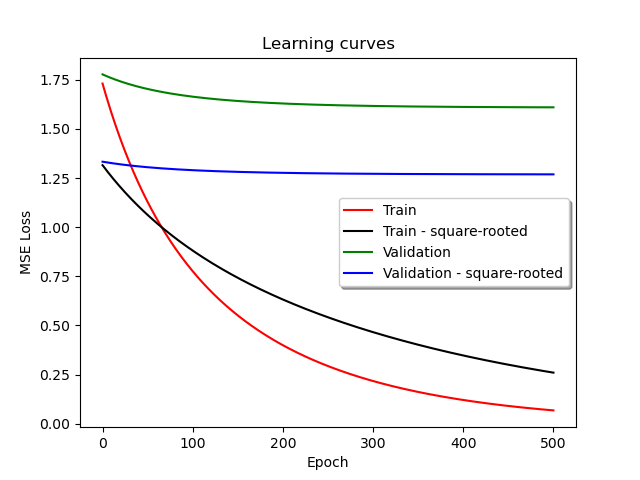 Learning curves
MSE Loss
1.75
1.50
1.25
1.00
0.75
0.50
0.25
0.00
Train
Train - square-rooted
Validation
Validation - square-rooted
0 100 200 300 400 500
Epoch